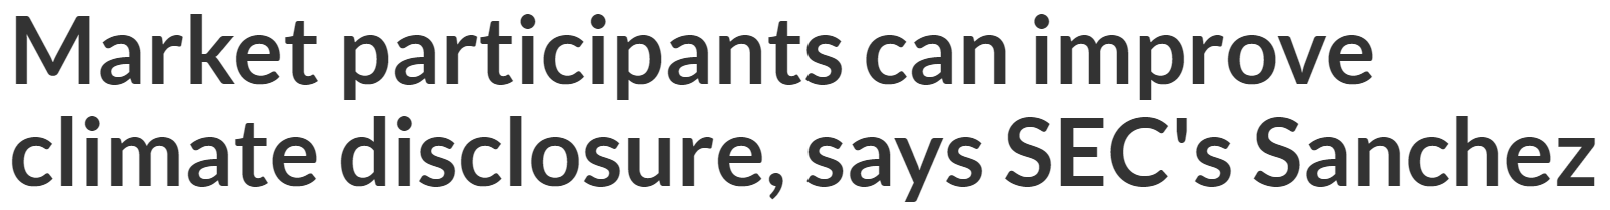 Market participants can improve
climate disclosure, says SEC's Sanchez